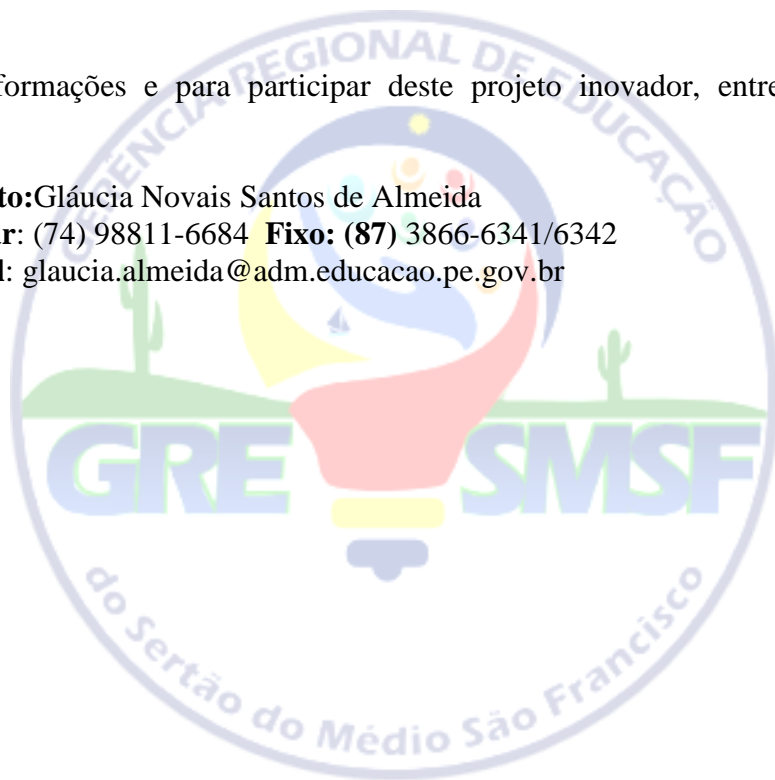 GERÊNCIA REGIONAL DE EDUCAÇÃO
formações e para participar deste projeto inovador, entre
to:Gláucia Novais Santos de Almeida
r: (74) 98811-6684 Fixo: (87) 3866-6341/6342
l: glaucia.almeida@adm.educacao.pe.gov.br
GRE SMSF
do Sertão do Médio São Francisco